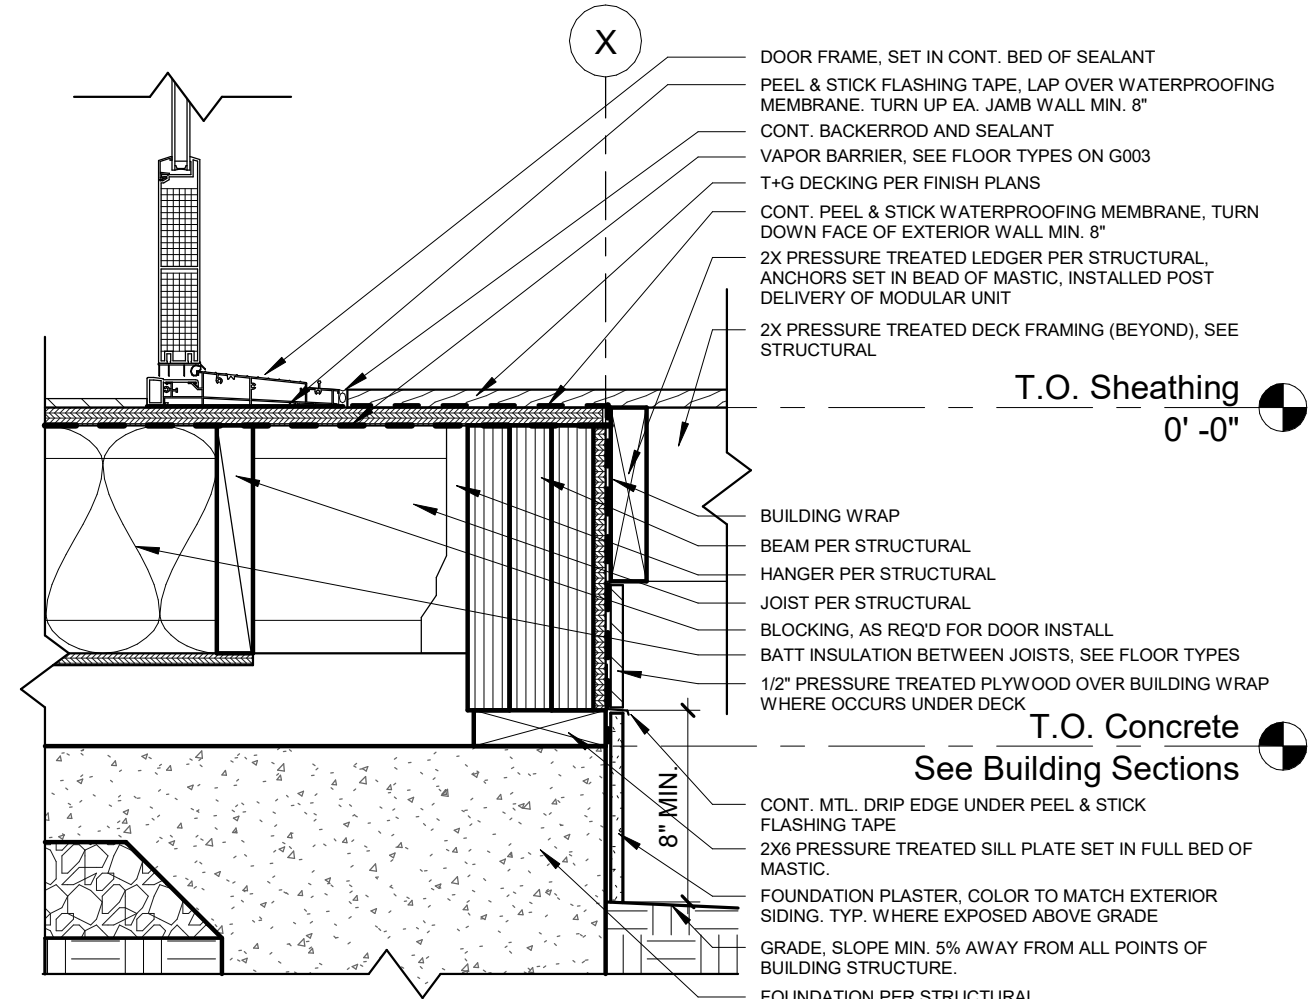 X
DOOR FRAME, SET IN CONT. BED OF SEALANT
PEEL & STICK FLASHING TAPE, LAP OVER WATERPROOFING
MEMBRANE. TURN UP EA. JAMB WALL MIN. 8"
CONT. BACKERROD AND SEALANT
VAPOR BARRIER, SEE FLOOR TYPES ON G003
T+G DECKING PER FINISH PLANS
CONT. PEEL & STICK WATERPROOFING MEMBRANE, TURN
DOWN FACE OF EXTERIOR WALL MIN. 8"
2X PRESSURE TREATED LEDGER PER STRUCTURAL,
ANCHORS SET IN BEAD OF MASTIC, INSTALLED POST
DELIVERY OF MODULAR UNIT
2X PRESSURE TREATED DECK FRAMING (BEYOND), SEE
STRUCTURAL
T.O. Sheathing
0' -0"
BUILDING WRAP
BEAM PER STRUCTURAL
HANGER PER STRUCTURAL
JOIST PER STRUCTURAL
BLOCKING, AS REQ'D FOR DOOR INSTALL
BATT INSULATION BETWEEN JOISTS, SEE FLOOR TYPES
1/2" PRESSURE TREATED PLYWOOD OVER BUILDING WRAP
WHERE OCCURS UNDER DECK
T.O. Concrete
See Building Sections
8" MIN.
CONT. MTL. DRIP EDGE UNDER PEEL & STICK
FLASHING TAPE
2X6 PRESSURE TREATED SILL PLATE SET IN FULL BED OF
MASTIC.
FOUNDATION PLASTER, COLOR TO MATCH EXTERIOR
SIDING. TYP. WHERE EXPOSED ABOVE GRADE
GRADE, SLOPE MIN. 5% AWAY FROM ALL POINTS OF
BUILDING STRUCTURE.
FOUNDATION PER STRUCTURAL